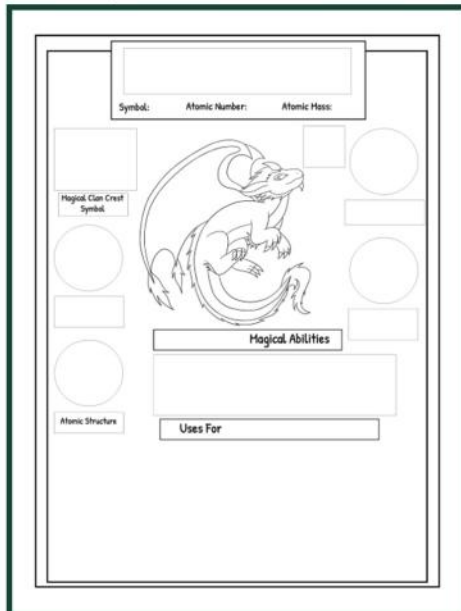 Symbol: Atomic Number: Atomic Mass:
Magical Clan Crest
Symbol
Magical Abilities
Atomic Structure
Uses For